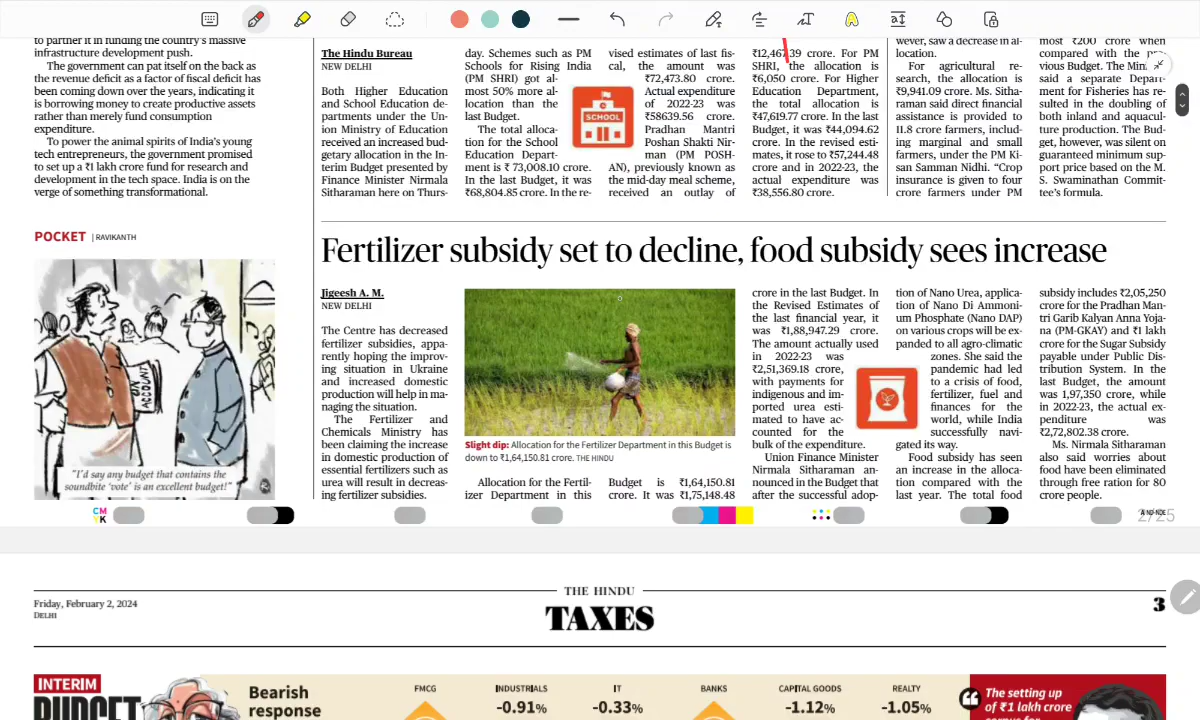 to partner it in funding the country's massive
infrastructure development push.
The government can pat itself on the back as
the revenue deficit as a factor of fiscal deficit has
been coming down over the years, indicating it
is borrowing money to create productive assets
rather than merely fund consumption
expenditure.
To power the animal spirits of India's young
tech entrepreneurs, the government promised
to set up a ₹1 lakh crore fund for research and
development in the tech space. India is on the
verge of something transformational.
POCKET | RAVIKANTH
ON ACCOUNT
"I'd say any budget that contains the
soundbite 'vote' is an excellent budget!"
The Hindu Bureau
NEW DELHI
Both Higher Education
and School Education de-
partments under the Un-
ion Ministry of Education
received an increased bud-
getary allocation in the In-
terim Budget presented by
Finance Minister Nirmala
Sitharaman here on Thurs-
day. Schemes such as PM
Schools for Rising India
(PM SHRI) got al-
most 50% more al-
location than the
last Budget.
The total alloca-
tion for the School
Education Depart-
ment is ₹ 73,008.10 crore.
In the last Budget, it was
₹68,804.85 crore. In the re-
SCHOOL
vised estimates of last fis-
cal, the amount was
₹72,473.80 crore.
Actual expenditure
of 2022-23 was
₹58639.56 crore.
Pradhan Mantri
Poshan Shakti Nir-
man (PM POSH-
AN), previously known as
the mid-day meal scheme,
received an outlay of
₹12,467.39 crore. For PM
SHRI, the allocation is
₹6,050 crore. For Higher
Education Department,
the total allocation is
₹47,619.77 crore. In the last
Budget, it was ₹44,094.62
crore. In the revised esti-
mates, it rose to ₹57,244.48
crore and in 2022-23, the
actual expenditure was
₹38,556.80 crore.
wever, saw a decrease in al-
location.
For agricultural re-
search, the allocation is
₹9,941.09 crore. Ms. Sitha-
raman said direct financial
assistance is provided to
11.8 crore farmers, includ-
ing marginal and small
farmers, under the PM Ki-
san Samman Nidhi. "Crop
insurance is given to four
crore farmers under PM
most ₹200 crore when
compared with the pre-
vious Budget. The Min
said a separate Depart-
ment for Fisheries has re-
sulted in the doubling of
both inland and aquacul-
ture production. The Bud-
get, however, was silent on
guaranteed minimum sup-
port price based on the M.
S. Swaminathan Commit-
tee's formula.
Fertilizer subsidy set to decline, food subsidy sees increase
Jigeesh A. M.
NEW DELHI
The Centre has decreased
fertilizer subsidies, appa-
rently hoping the improv-
ing situation in Ukraine
and increased domestic
production will help in ma-
naging the situation.
The Fertilizer and
Chemicals Ministry has
been claiming the increase
in domestic production of
essential fertilizers such as
urea will result in decreas-
ing fertilizer subsidies.
Slight dip: Allocation for the Fertilizer Department in this Budget is
down to ₹1,64,150.81 crore. THE HINDU
Allocation for the Fertil-
izer Department in this
Budget is ₹1,64,150.81
crore. It was ₹1,75,148.48
crore in the last Budget. In
the Revised Estimates of
the last financial year, it
was ₹1,88,947.29 crore.
The amount actually used
in 2022-23 was
₹2,51,369.18 crore,
with payments for
indigenous and im-
ported urea esti-
mated to have ac-
counted for the
bulk of the expenditure.
Union Finance Minister
Nirmala Sitharaman an-
nounced in the Budget that
after the successful adop-
tion of Nano Urea, applica-
tion of Nano Di Ammoni-
um Phosphate (Nano DAP)
on various crops will be ex-
panded to all agro-climatic
zones. She said the
pandemic had led
to a crisis of food,
fertilizer, fuel and
finances for the
world, while India
successfully navi-
gated its way.
Food subsidy has seen
an increase in the alloca-
tion compared with the
last year. The total food
subsidy includes ₹2,05,250
crore for the Pradhan Man-
tri Garib Kalyan Anna Yoja-
na (PM-GKAY) and ₹1 lakh
crore for the Sugar Subsidy
payable under Public Dis-
tribution System. In the
last Budget, the amount
was 1,97,350 crore, while
in 2022-23, the actual ex-
penditure was
₹2,72,802.38 crore.
Ms. Nirmala Sitharaman
also said worries about
food have been eliminated
through free ration for 80
crore people.
CM
YK
2/25
THE HINDU
Friday, February 2, 2024
DELHI
TAXES
3
INTERIM
BUDGET
Bearish
response
FMCG
INDUSTRIALS
-0.91%
IT
-0.33%
BANKS
CAPITAL GOODS
-1.12%
REALTY
-1.05%
The setting up
of ₹1 lakh crore
corpus for